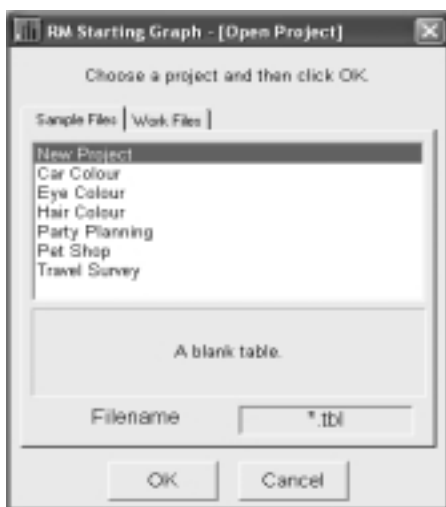 RM Starting Graph - [Open Project]
Choose a project and then click OK.
Sample Files Work Files
New Project
Car Colour
Eye Colour
Hair Colour
Party Planning
Pet Shop
Travel Survey
A blank table.
Filename *.tbl
OK Cancel